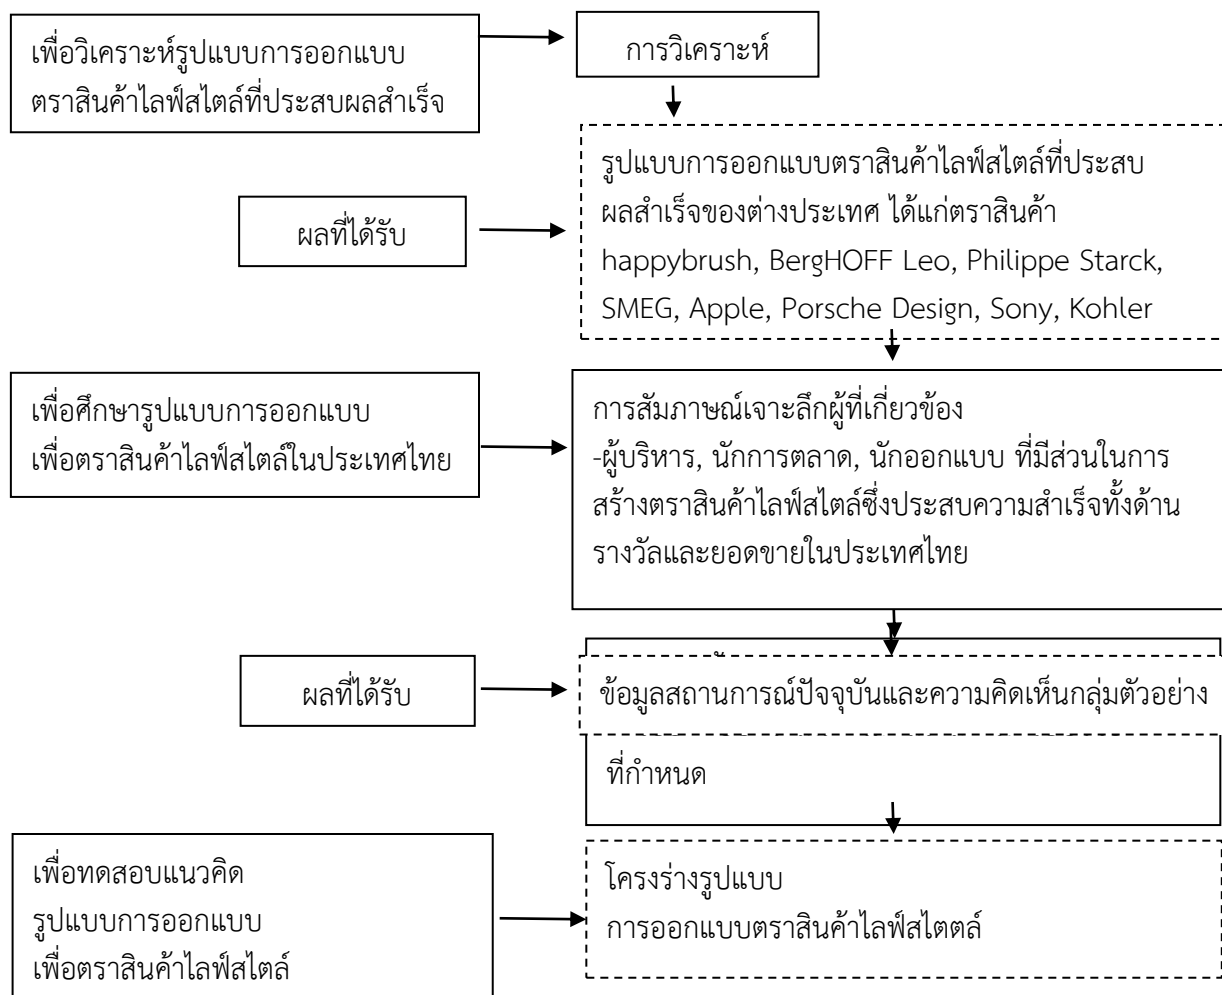 เพื่อวิเคราะห์รูปแบบการออกแบบ
ตราสินค้าไลฟ์สไตล์ที่ประสบผลสำเร็จ
การวิเคราะห์
รูปแบบการออกแบบตราสินค้าไลฟ์สไตล์ที่ประสบ
ผลสำเร็จของต่างประเทศ ได้แก่ตราสินค้า
happybrush, BergHOFF Leo, Philippe Starck,
SMEG, Apple, Porsche Design, Sony, Kohler
ผลที่ได้รับ
เพื่อศึกษารูปแบบการออกแบบ
เพื่อตราสินค้าไลฟ์สไตล์ในประเทศไทย
การสัมภาษณ์เจาะลึกผู้ที่เกี่ยวข้อง
-ผู้บริหาร, นักการตลาด, นักออกแบบ ที่มีส่วนในการ
สร้างตราสินค้าไลฟ์สไตล์ซึ่งประสบความสำเร็จทั้งด้าน
รางวัลและยอดขายในประเทศไทย
ผลที่ได้รับ
ข้อมูลสถานการณ์ปัจจุบันและความคิดเห็นกลุ่มตัวอย่าง
ที่กำหนด
เพื่อทดสอบแนวคิด
รูปแบบการออกแบบ
เพื่อตราสินค้าไลฟ์สไตล์
โครงร่างรูปแบบ
การออกแบบตราสินค้าไลฟ์สไตตล์